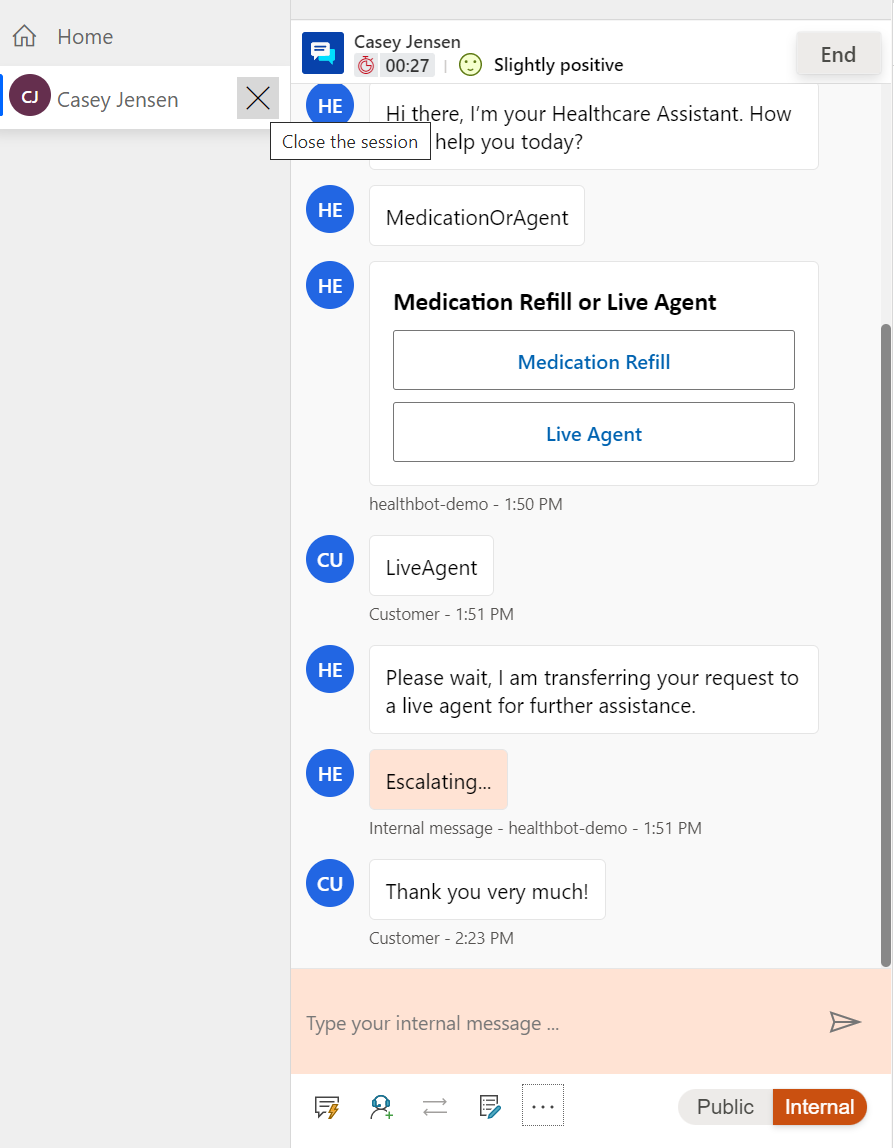 Home
CJ
Casey Jensen
Close the session
Casey Jensen
00:27
Slightly positive
End
HE
Hi there, I’m your Healthcare Assistant. How
help you today?
HE
MedicationOrAgent
HE
Medication Refill or Live Agent
Medication Refill
Live Agent
healthbot-demo - 1:50 PM
CU
LiveAgent
Customer - 1:51 PM
HE
Please wait, I am transferring your request to
a live agent for further assistance.
HE
Escalating...
Internal message - healthbot-demo - 1:51 PM
CU
Thank you very much!
Customer - 2:23 PM
Type your internal message ...
Public
Internal